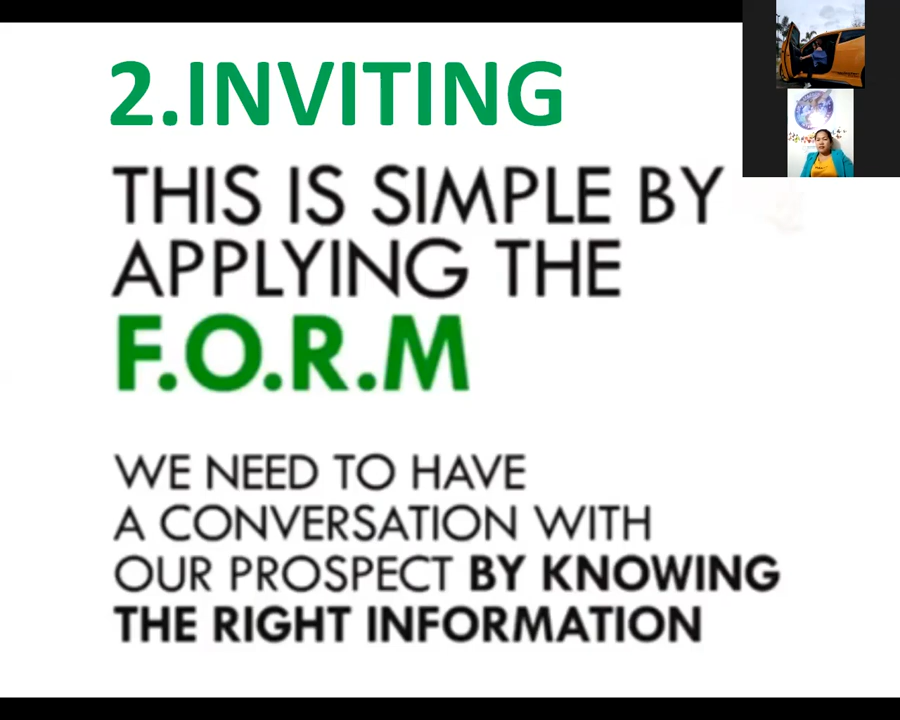 2.INVITING
THIS IS SIMPLE BY
APPLYING THE
F.O.R.M
WE NEED TO HAVE
A CONVERSATION WITH
OUR PROSPECT BY KNOWING
THE RIGHT INFORMATION